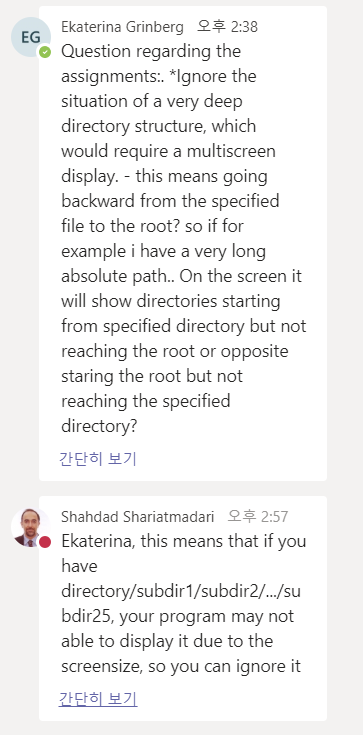 EG
Ekaterina Grinberg 오후 2:38
Question regarding the
assignments:. *Ignore the
situation of a very deep
directory structure, which
would require a multiscreen
display. - this means going
backward from the specified
file to the root? so if for
example i have a very long
absolute path.. On the screen it
will show directories starting
from specified directory but not
reaching the root or opposite
staring the root but not
reaching the specified
directory?
간단히 보기
Shahdad Shariatmadari 오후 2:57
Ekaterina, this means that if you
have
directory/subdir1/subdir2/.../su
bdir25, your program may not
able to display it due to the
screensize, so you can ignore it
간단히 보기